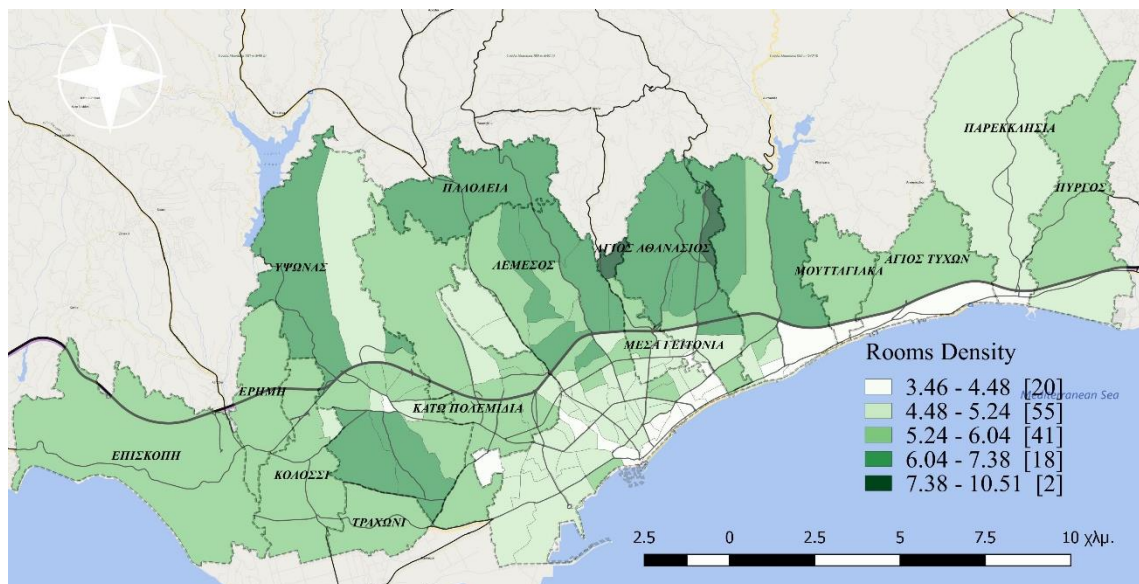 ΠΑΡΕΚΚΛΗΣΙΑ
ΠΑΛΟΔΕΙΑ
ΠΥΡΓΟΣ
ΑΓΙΟΣ ΑΘΑΝΑΣΙΟΣ
ΥΨΩΝΑΣ
ΛΕΜΕΣΟΣ
ΜΟΥΤΤΑΓΙΑΚΑ
ΑΓΙΟΣ ΤΥΧΩΝ
ΜΕΣΑ ΓΕΙΤΟΝΙΑ
ΕΡΗΜΗ
ΚΑΤΩ ΠΟΛΕΜΙΔΙΑ
ΕΠΙΣΚΟΠΗ
ΚΟΛΟΣΣΙ
ΤΡΑΧΩΝΙ
Rooms Density
3.46 - 4.48 [20]
Mediterranean Sea
4.48 - 5.24 [55]
5.24 - 6.04 [41]
6.04 - 7.38 [18]
7.38 - 10.51 [2]
2.5 0 2.5 5 7.5 10 χλμ.